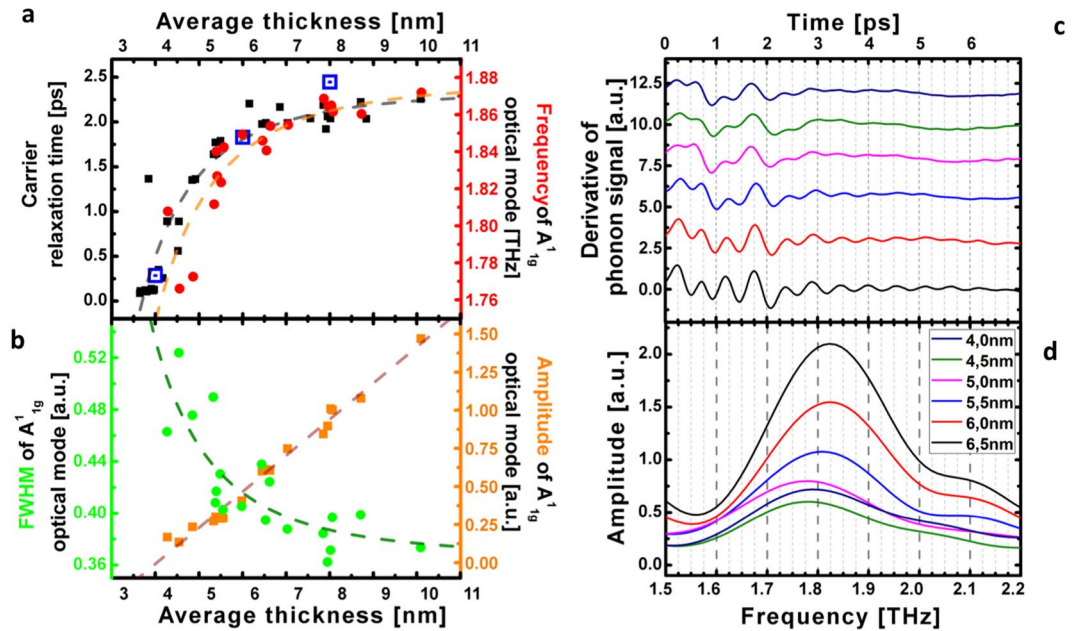 a
Average thickness [nm]
3 4 5 6 7 8 9 10 11
Carrier
relaxation time [ps]
2.5
2.0
1.5
1.0
0.5
0.0
1.88
1.86
1.84
1.82
1.80
1.78
1.76
Frequency of A¹₁g
optical mode [THz]
b
FWHM of A¹₁g
optical mode [a.u.]
0.52
0.48
0.44
0.40
0.36
1.50
1.25
1.00
0.75
0.50
0.25
0.00
Amplitude of A¹₁g
optical mode [a.u.]
3 4 5 6 7 8 9 10 11
Average thickness [nm]
c
Time [ps]
0 1 2 3 4 5 6
Derivative of
phonon signal [a.u.]
12.5
10.0
7.5
5.0
2.5
0.0
d
Amplitude [a.u.]
2.0
1.5
1.0
0.5
0.0
4,0nm
4,5nm
5,0nm
5,5nm
6,0nm
6,5nm
1.5 1.6 1.7 1.8 1.9 2.0 2.1 2.2
Frequency [THz]